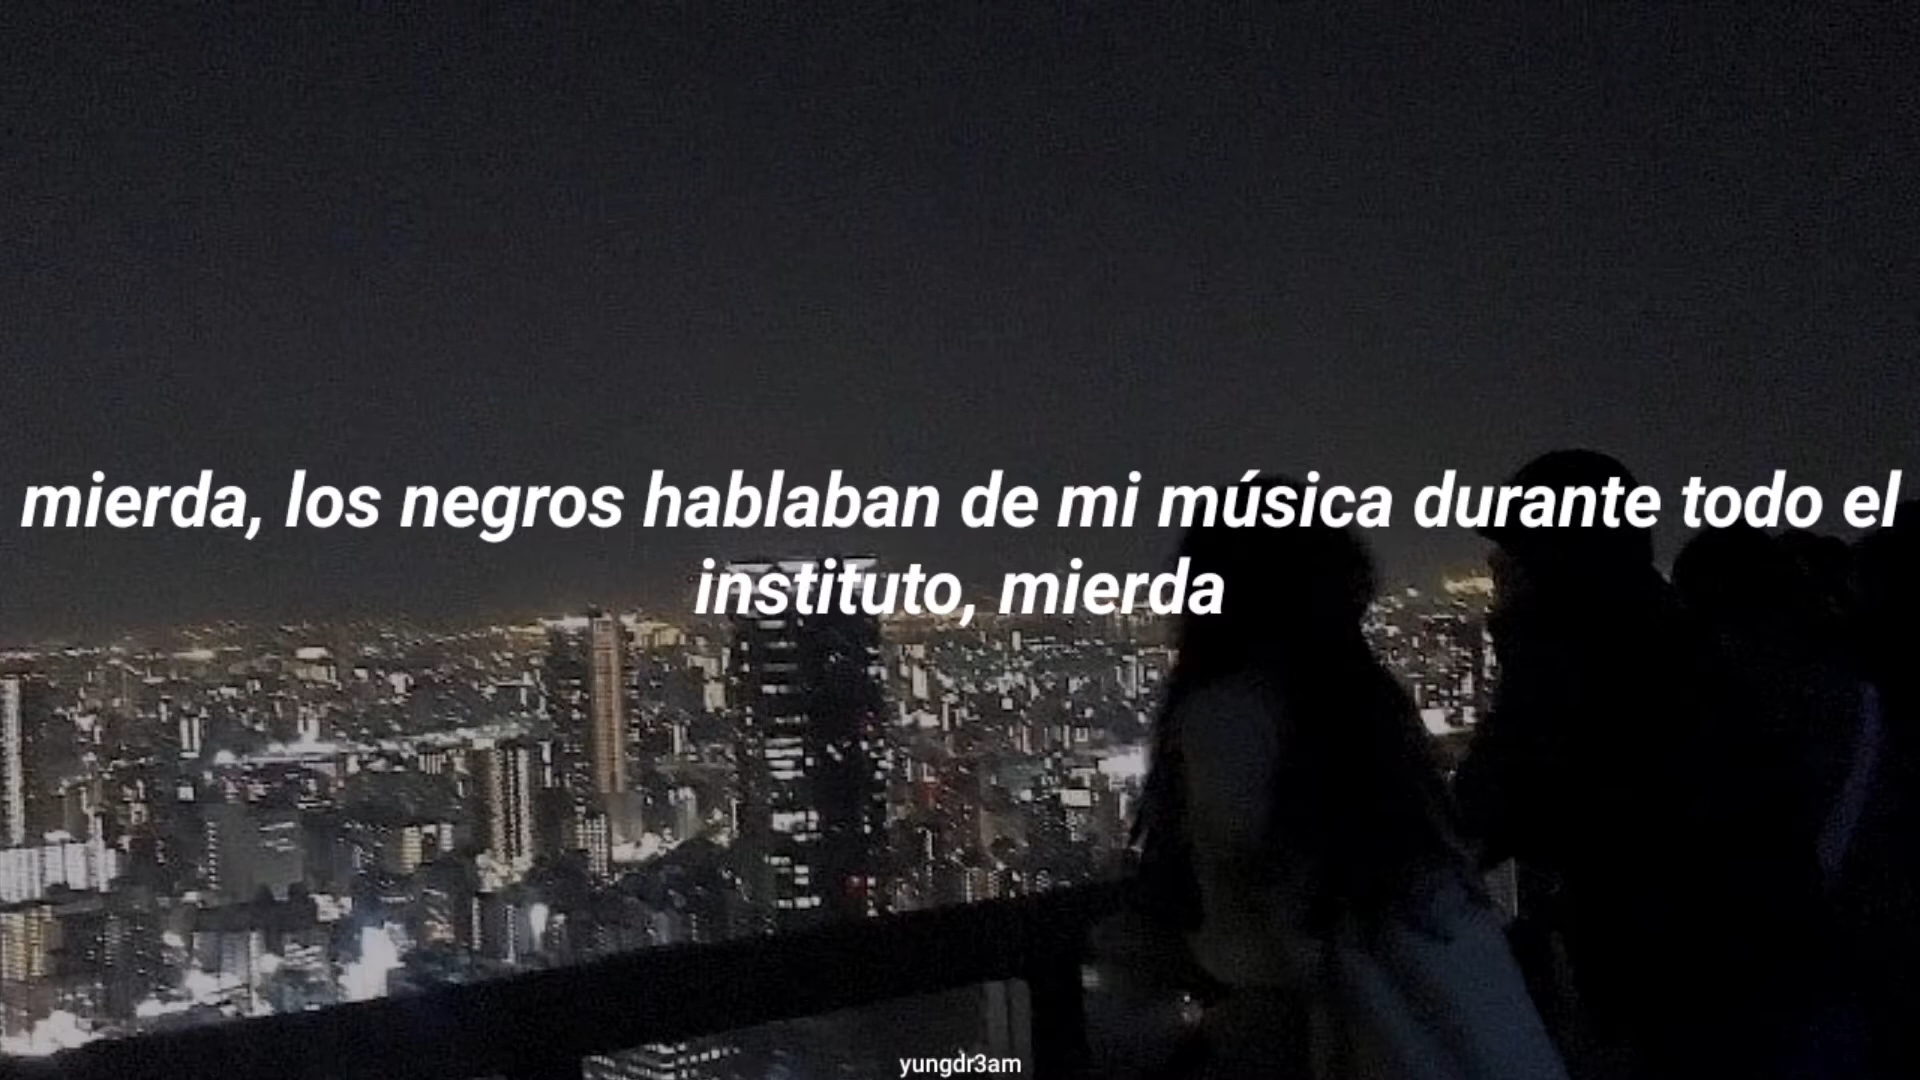 mierda, los negros hablaban de mi música durante todo el
instituto, mierda
yungdr3am